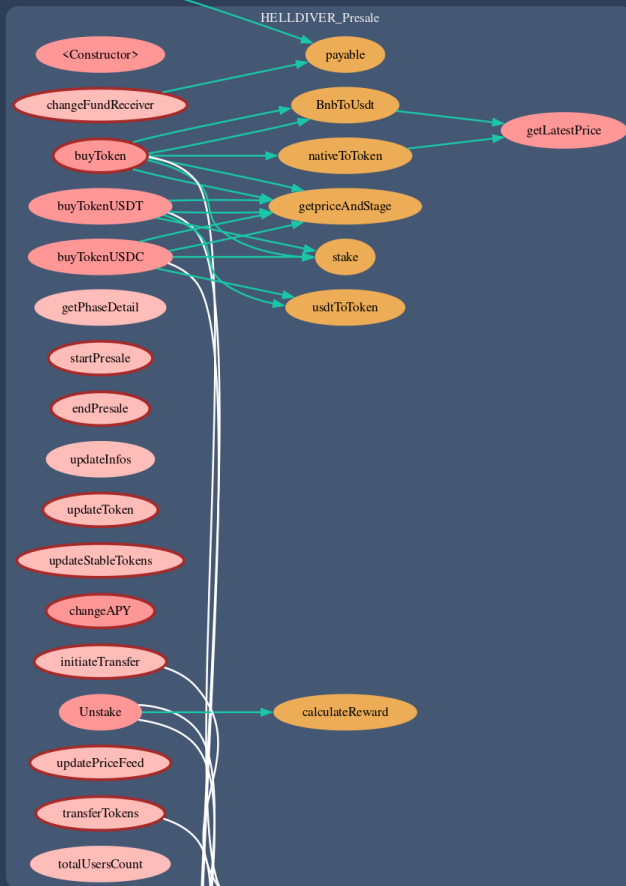 HELLDIVER_Presale
<Constructor>
payable
changeFundReceiver
BnbToUsdt
getLatestPrice
buyToken
nativeToToken
buyTokenUSDT
getpriceAndStage
buyTokenUSDC
stake
getPhaseDetail
usdtToToken
startPresale
endPresale
updateInfos
updateToken
updateStableTokens
changeAPY
initiateTransfer
Unstake
calculateReward
updatePriceFeed
transferTokens
totalUsersCount